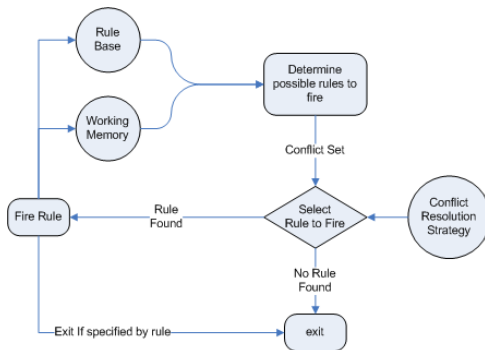 Rule
Base
Determine
possible rules to
fire
Working
Memory
Conflict Set
Fire Rule
Rule
Found
Select
Rule to Fire
Conflict
Resolution
Strategy
No Rule
Found
Exit If specified by rule
exit